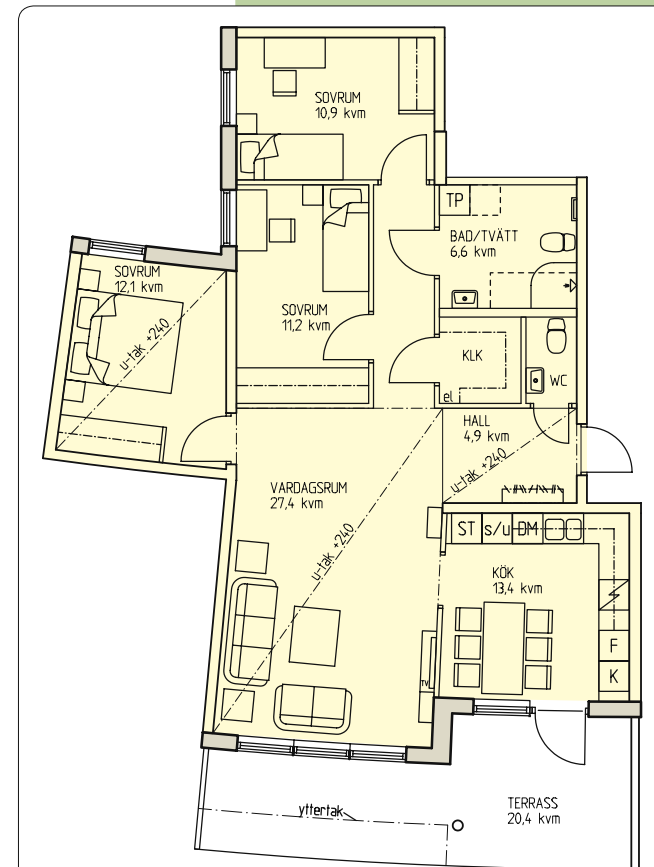 SOVRUM
10,9 kvm
TP
BAD/TVÄTT
6,6 kvm
SOVRUM
12,1 kvm
u-tak +240
SOVRUM
11,2 kvm
KLK
el
WC
HALL
4,9 kvm
u-tak +240
VARDAGSRUM
27,4 kvm
u-tak +240
ST s/u DM
KÖK
13,4 kvm
F
K
TV
yttertak
TERRASS
20,4 kvm